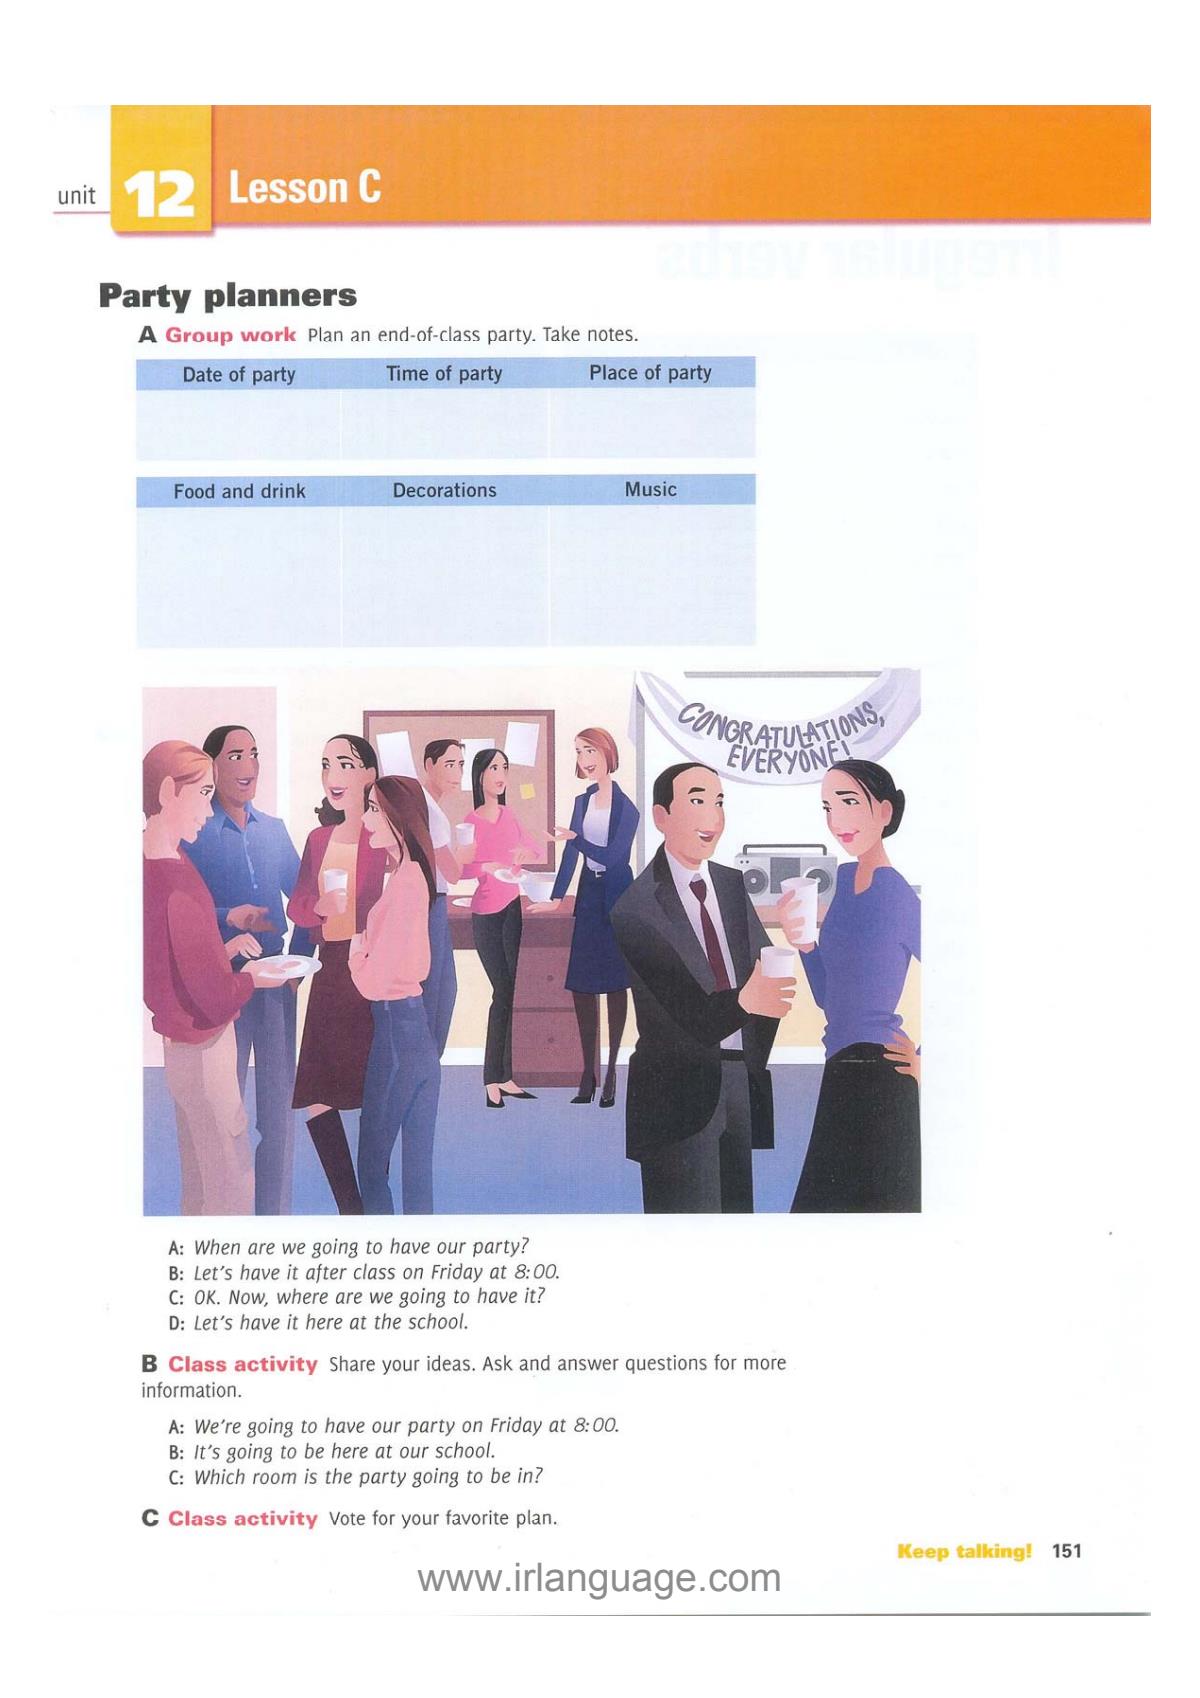 unit 12 Lesson C
Irregular verbs
Party planners
A Group work Plan an end-of-class party. Take notes.
Date of party Time of party Place of party
Food and drink Decorations Music
CONGRATULATIONS,
EVERYONE!
A: When are we going to have our party?
B: Let's have it after class on Friday at 8:00.
C: OK. Now, where are we going to have it?
D: Let's have it here at the school.
B Class activity Share your ideas. Ask and answer questions for more
information.
A: We're going to have our party on Friday at 8:00.
B: It's going to be here at our school.
C: Which room is the party going to be in?
C Class activity Vote for your favorite plan.
Keep talking! 151
www.irlanguage.com